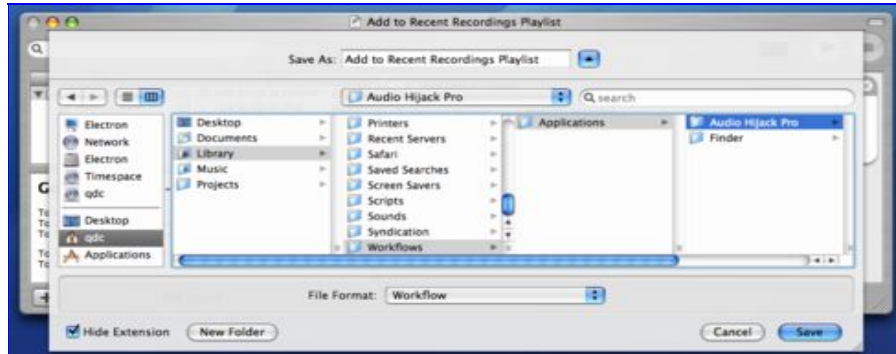 Add to Recent Recordings Playlist
Save As: Add to Recent Recordings Playlist
Audio Hijack Pro
search
Electron
Network
Electron
Timespace
qdc
Desktop
qdc
Applications
Desktop
Documents
Library
Music
Projects
Printers
Recent Servers
Safari
Saved Searches
Screen Savers
Scripts
Sounds
Syndication
Workflows
Applications
Audio Hijack Pro
Finder
File Format: Workflow
Hide Extension
New Folder
Cancel
Save